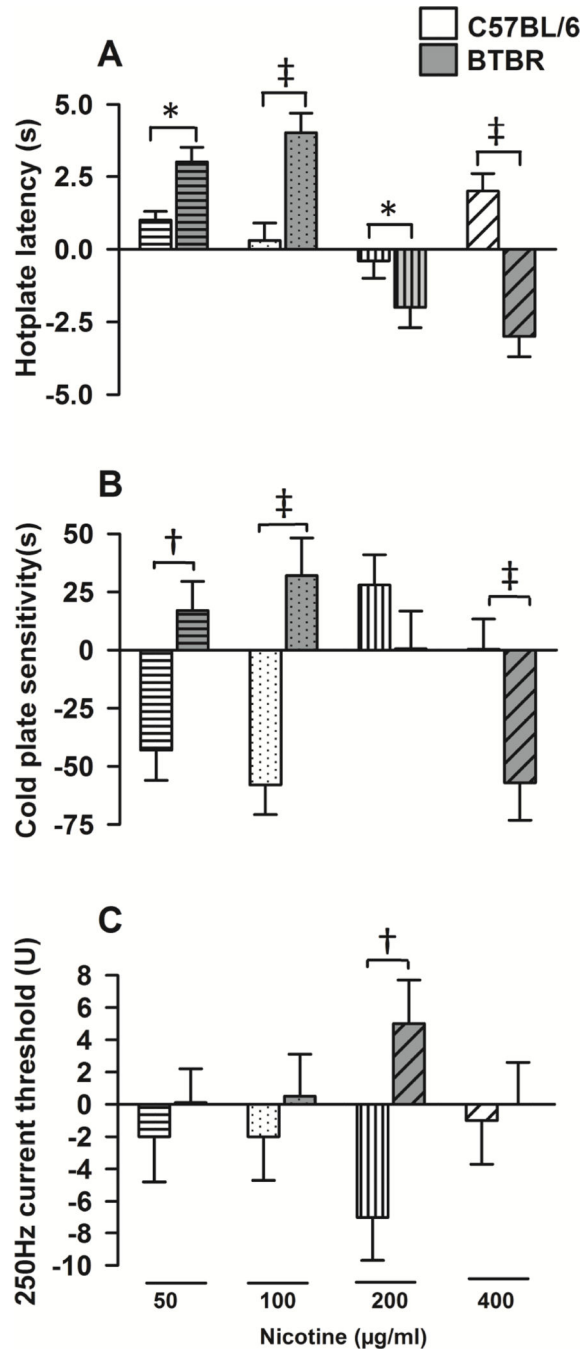 C57BL/6
BTBR
A
Hotplate latency (s)
5.0
2.5
0.0
-2.5
-5.0
*
‡
*
‡
B
Cold plate sensitivity(s)
50
25
0
-25
-50
-75
†
‡
‡
C
250Hz current threshold (U)
8
6
4
2
0
-2
-4
-6
-8
-10
†
50 100 200 400
Nicotine (µg/ml)